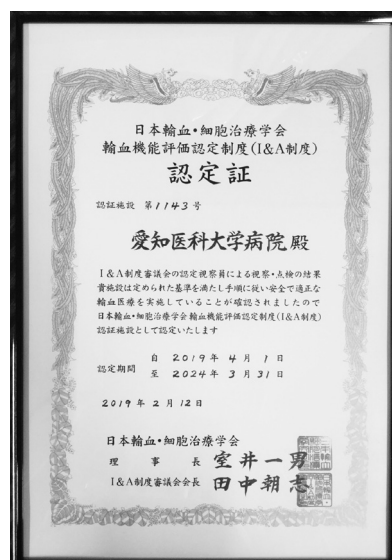 日本輸血・細胞治療学会
輸血機能評価認定制度(I&A制度)
認定証
認証施設 第1143号
愛知医科大学病院 殿
I&A制度審議会の認定視察員による視察・点検の結果
貴施設は定められた基準を満たし手順に従い安全で適正な
輸血医療を実施していることが確認されましたので
日本輸血・細胞治療学会 輸血機能評価認定制度(I&A制度)
認証施設として認定いたします
認定期間 自 2019年 4月 1日
至 2024年 3月 31日
2019年 2月 12日
日本輸血・細胞治療学会
理事長 室井一男
I&A制度審議会会長 田中朝志